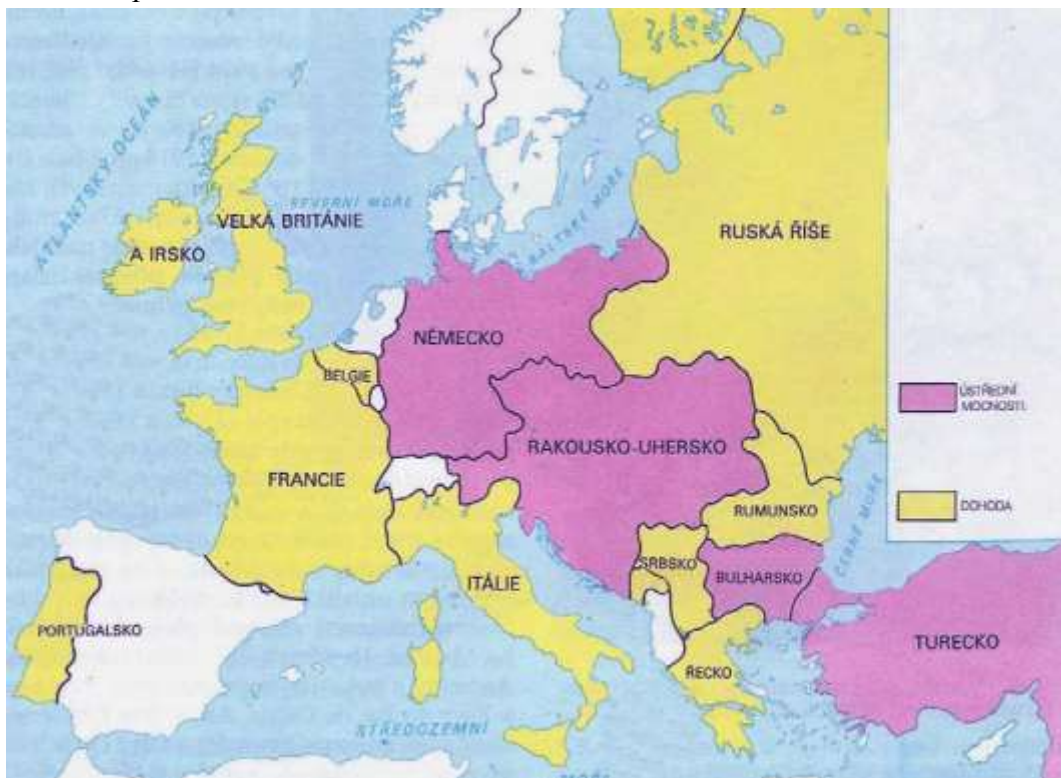 ATLANTSKÝ OCEÁN
SEVERNÍ MOŘE
VELKÁ BRITÁNIE
A IRSKO
BALTSKÉ MOŘE
RUSKÁ ŘÍŠE
NĚMECKO
BELGIE
ÚSTŘEDNÍ
MOCNOSTI
RAKOUSKO-UHERSKO
FRANCIE
DOHODA
RUMUNSKO
ČERNÉ MOŘE
SRBSKO
BULHARSKO
ITÁLIE
PORTUGALSKO
TURECKO
ŘECKO
STŘEDOZEMNÍ